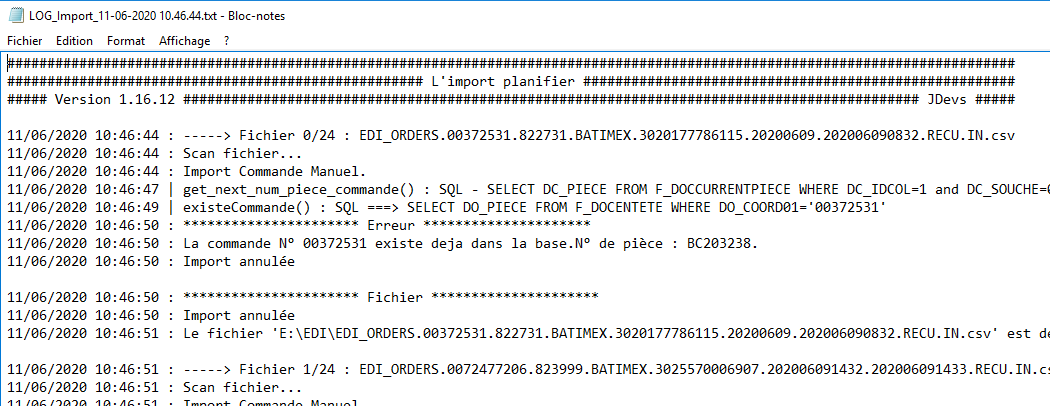 LOG_Import_11-06-2020 10.46.44.txt - Bloc-notes
Fichier Edition Format Affichage ?
##############################################################################################################################
#################################################### L'import planifier ######################################################
##### Version 1.16.12 ############################################################################################ JDevs #####
11/06/2020 10:46:44 : -----> Fichier 0/24 : EDI_ORDERS.00372531.822731.BATIMEX.3020177786115.20200609.202006090832.RECU.IN.csv
11/06/2020 10:46:44 : Scan fichier...
11/06/2020 10:46:44 : Import Commande Manuel.
11/06/2020 10:46:47 | get_next_num_piece_commande() : SQL - SELECT DC_PIECE FROM F_DOCCURRENTPIECE WHERE DC_IDCOL=1 and DC_SOUCHE=0
11/06/2020 10:46:49 | existeCommande() : SQL ===> SELECT DO_PIECE FROM F_DOCENTETE WHERE DO_COORD01='00372531'
11/06/2020 10:46:50 : ********************** Erreur *********************
11/06/2020 10:46:50 : La commande N° 00372531 existe deja dans la base.N° de pièce : BC203238.
11/06/2020 10:46:50 : Import annulée
11/06/2020 10:46:50 : ********************** Fichier *********************
11/06/2020 10:46:50 : Import annulée
11/06/2020 10:46:51 : Le fichier 'E:\EDI\EDI_ORDERS.00372531.822731.BATIMEX.3020177786115.20200609.202006090832.RECU.IN.csv' est de
11/06/2020 10:46:51 : -----> Fichier 1/24 : EDI_ORDERS.0072477206.823999.BATIMEX.3025570006907.202006091432.202006091433.RECU.IN.cs
11/06/2020 10:46:51 : Scan fichier...
11/06/2020 10:46:51 : Import Commande Manuel.